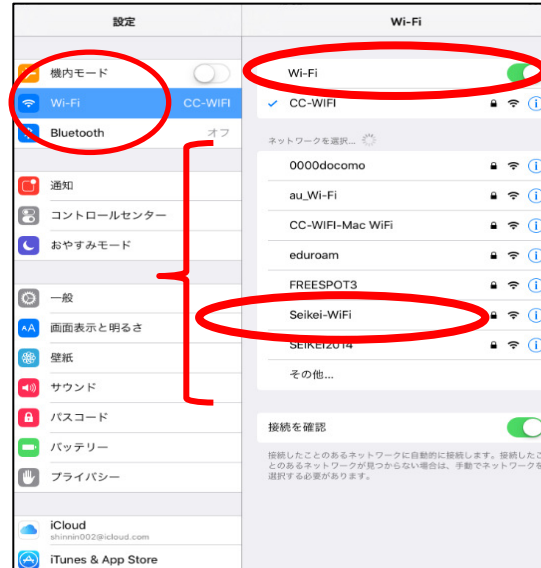 設定
機内モード
Wi-Fi CC-WIFI
Bluetooth オフ
通知
コントロールセンター
おやすみモード
一般
AA 画面表示と明るさ
壁紙
サウンド
パスコード
バッテリー
プライバシー
iCloud
shinnin002@icloud.com
iTunes & App Store
Wi-Fi
Wi-Fi
CC-WIFI
ネットワークを選択...
0000docomo
au_Wi-Fi
CC-WIFI-Mac WiFi
eduroam
FREESPOT3
Seikei-WiFi
SEIKEI2014
その他...
接続を確認
接続したことのあるネットワークに自動的に接続します。接続したこ
とのあるネットワークが見つからない場合は、手動でネットワークを
選択する必要があります。